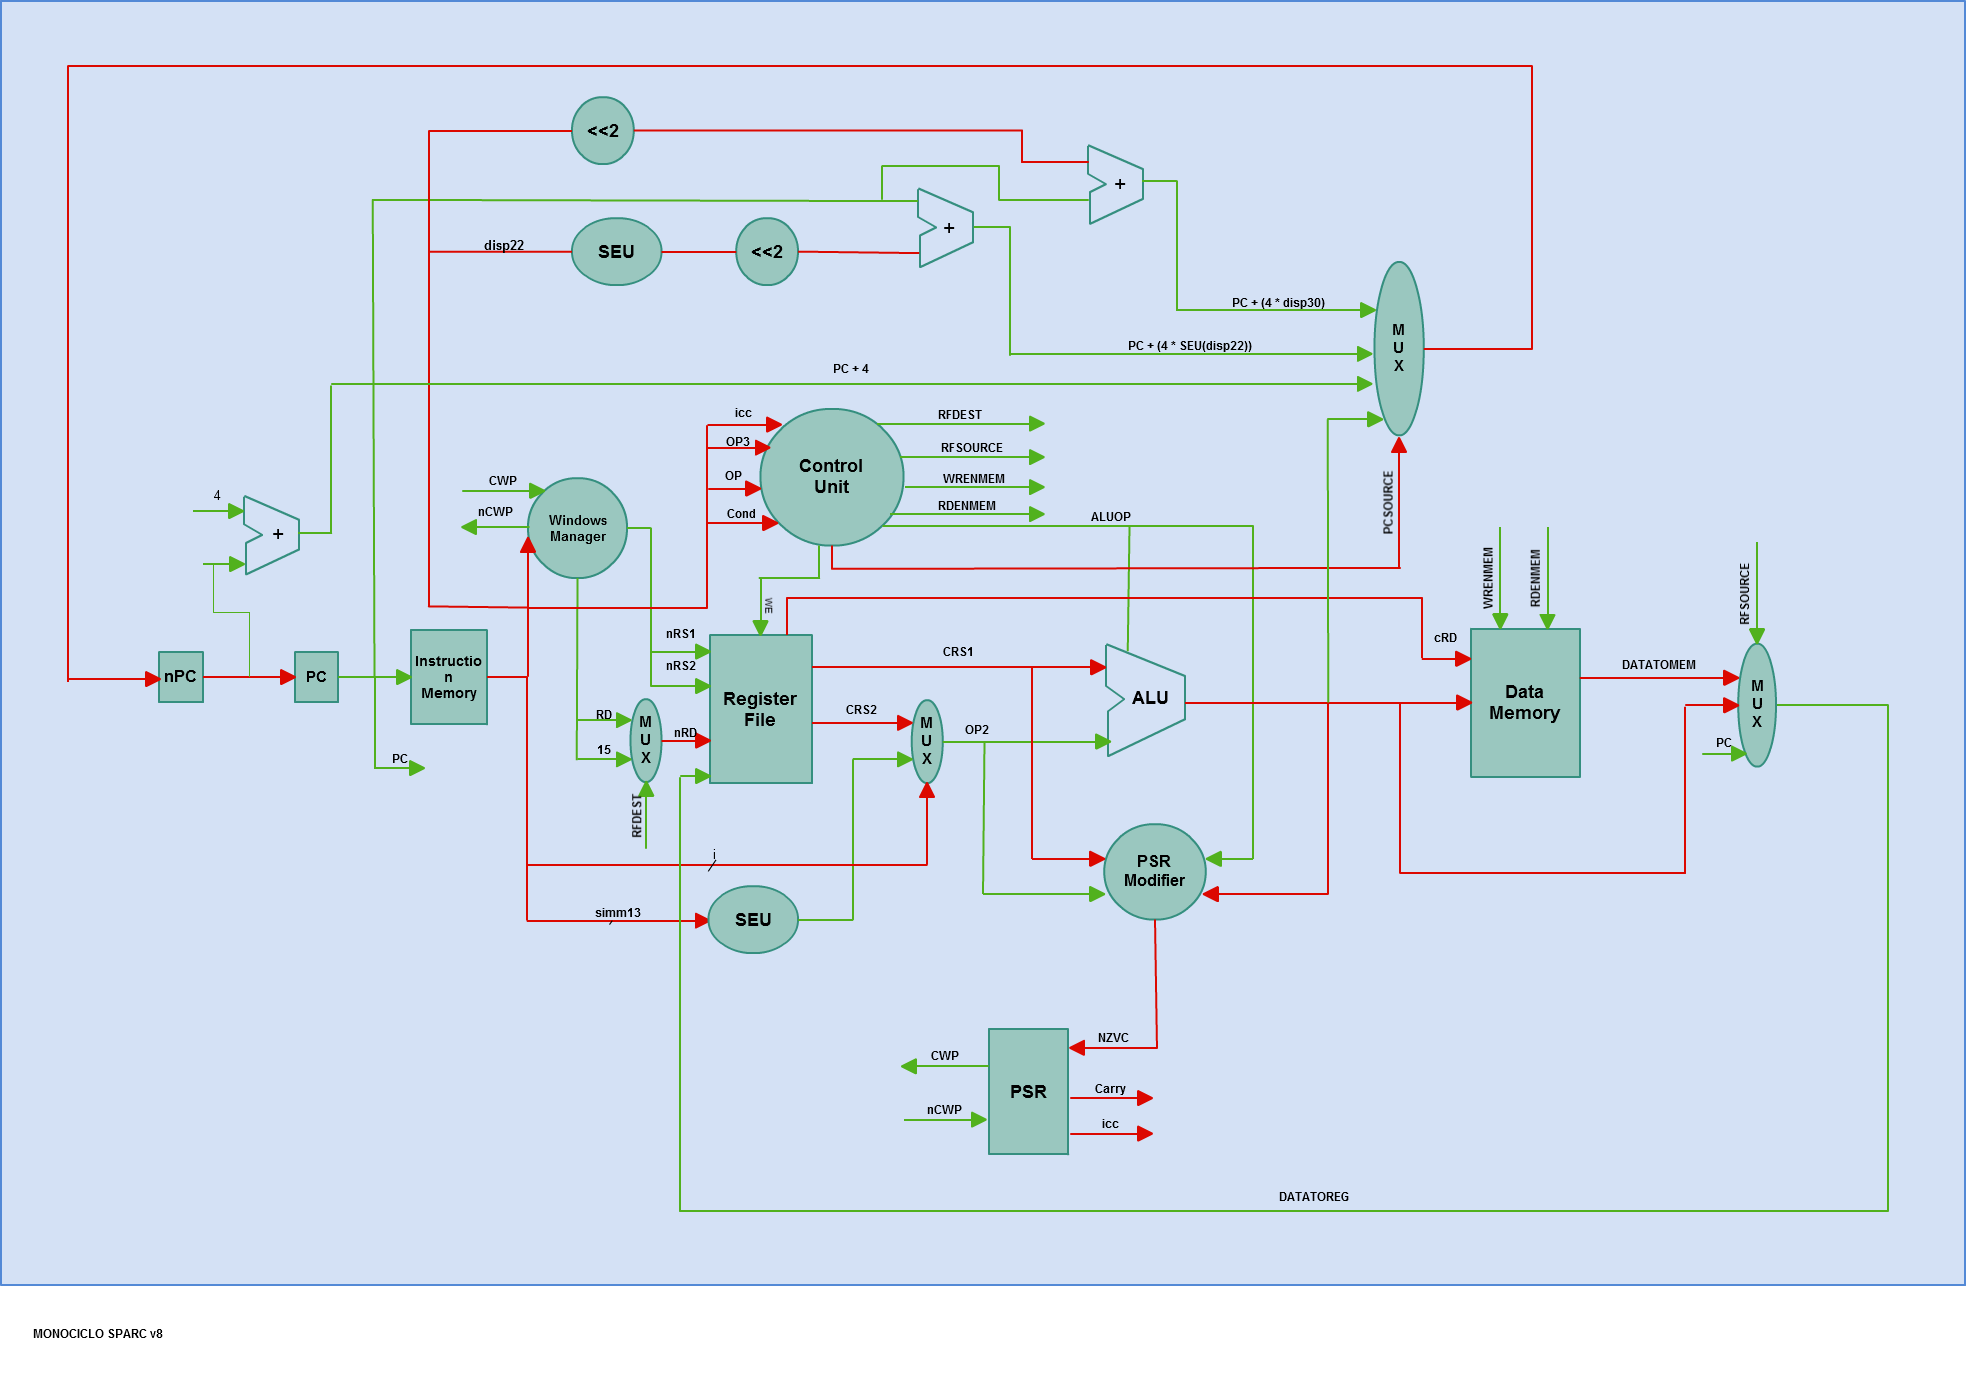 <<2
+
+
disp22
SEU
<<2
PC + (4 * disp30)
M
U
X
PC + (4 * SEU(disp22))
PC + 4
icc
OP3
OP
Cond
Control
Unit
RFDEST
RFSOURCE
WRENMEM
RDENMEM
ALUOP
PCSOURCE
CWP
nCWP
Windows
Manager
4
+
WE
WRENMEM
RDENMEM
RFSOURCE
nPC
PC
Instructio
n
Memory
PC
nRS1
nRS2
RD
15
M
U
X
nRD
RFDEST
Register
File
CRS1
CRS2
M
U
X
OP2
ALU
cRD
Data
Memory
DATATOMEM
M
U
X
PC
i
simm13
SEU
PSR
Modifier
NZVC
CWP
nCWP
PSR
Carry
icc
DATATOREG
MONOCICLO SPARC v8